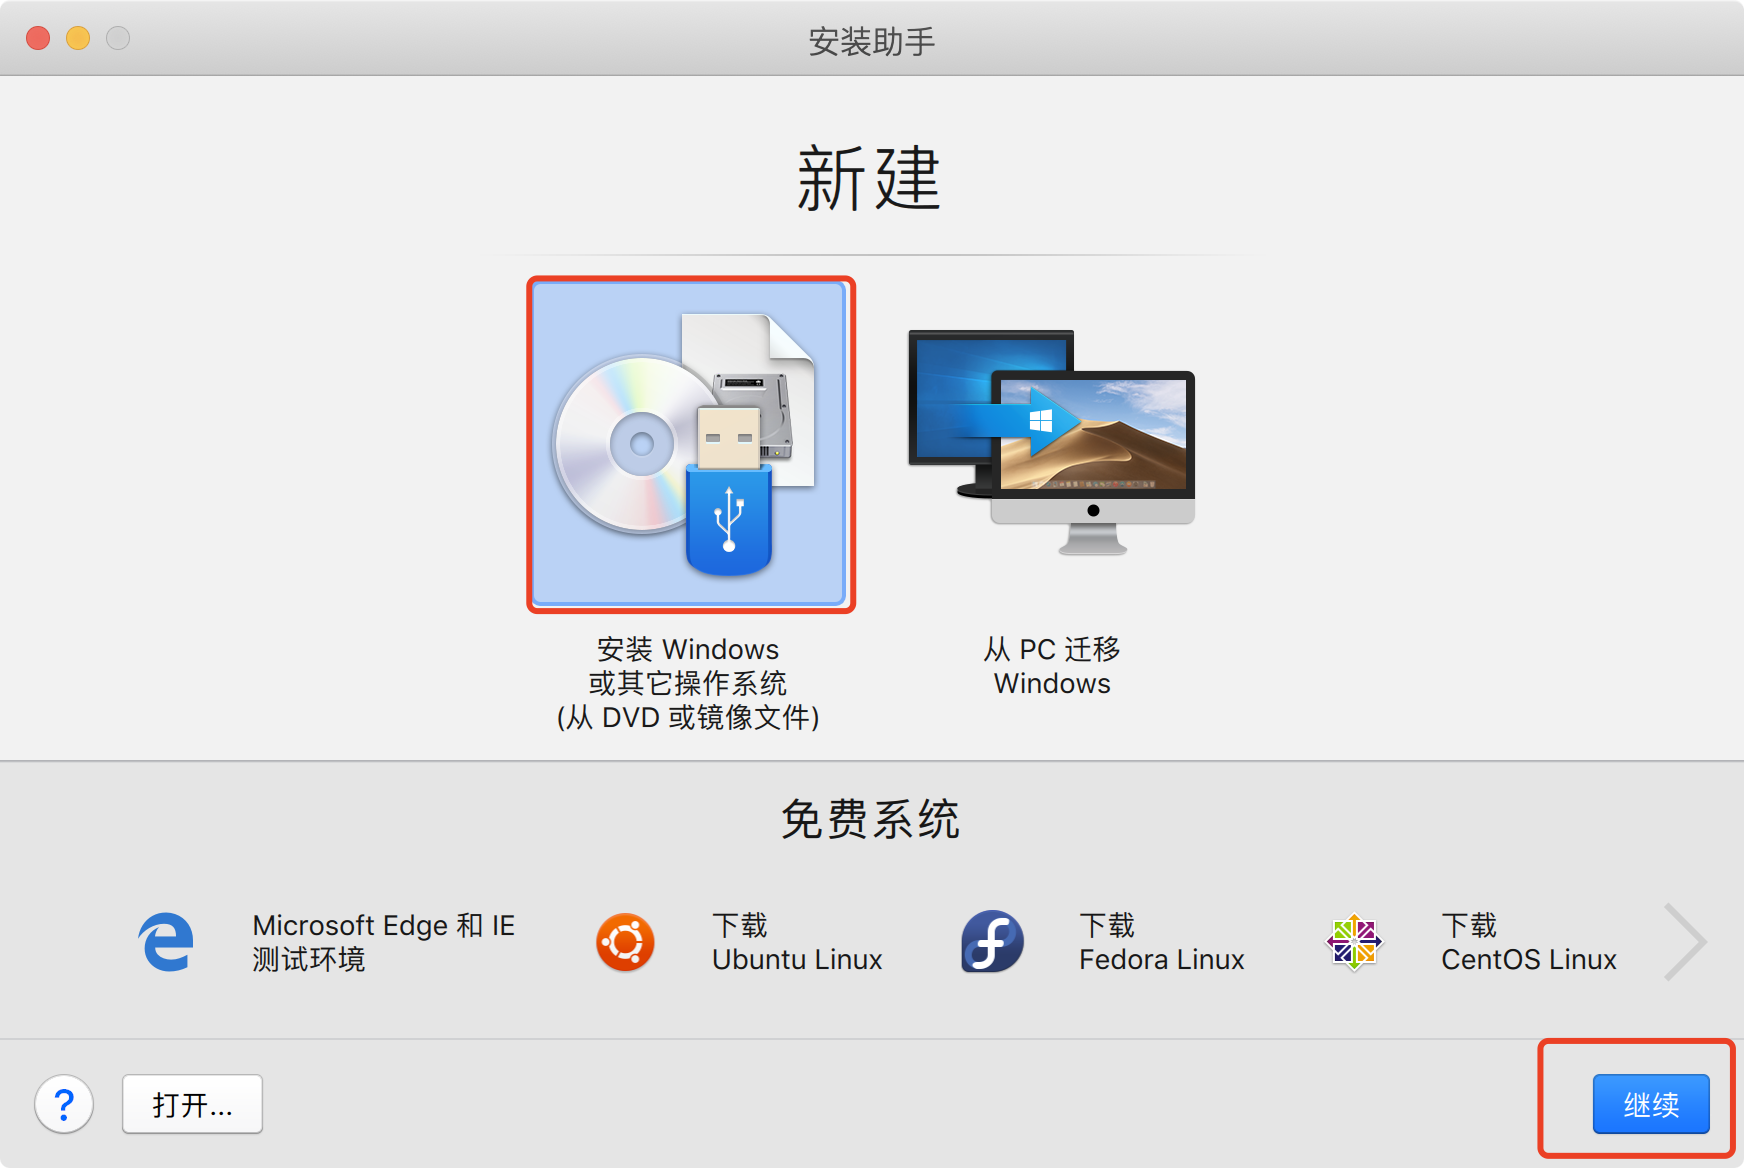 安装助手
新建
安装 Windows
或其它操作系统
(从 DVD 或镜像文件)
从 PC 迁移
Windows
免费系统
Microsoft Edge 和 IE
测试环境
下载
Ubuntu Linux
下载
Fedora Linux
下载
CentOS Linux
?
打开...
继续